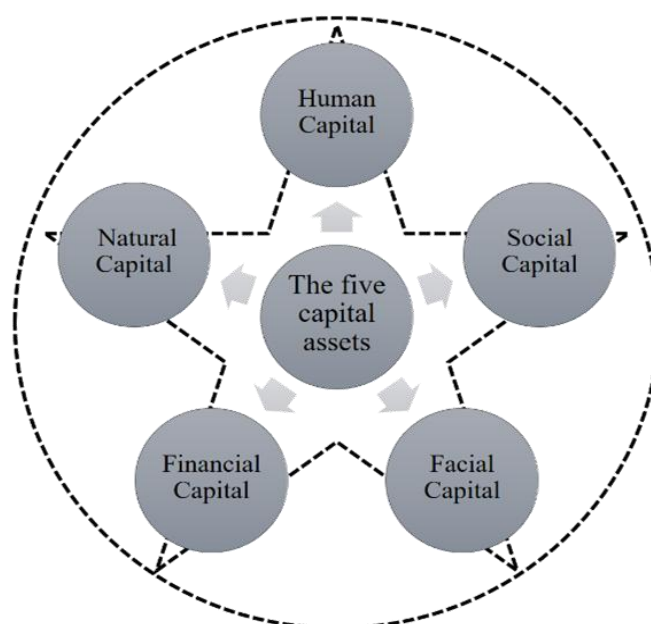 Human
Capital
Natural
Capital
Social
Capital
The five
capital
assets
Financial
Capital
Facial
Capital